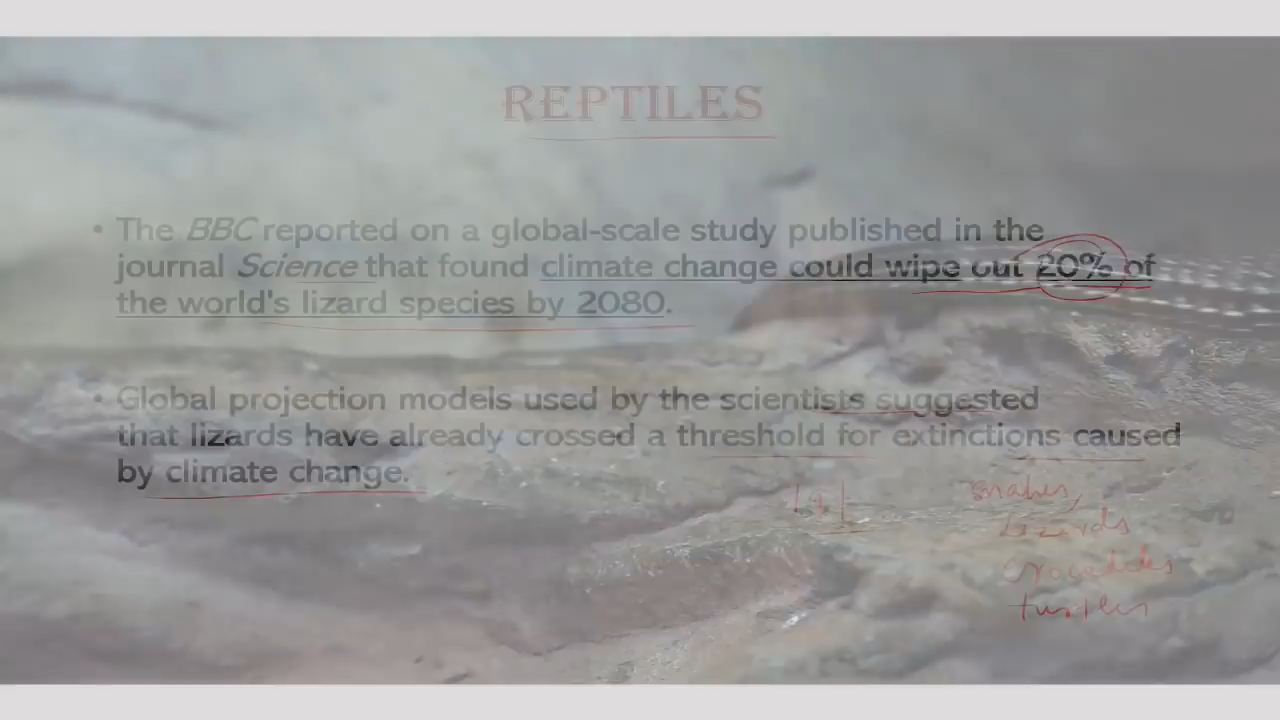 REPTILES
• The BBC reported on a global-scale study published in the
journal Science that found climate change could wipe out 20% of
the world's lizard species by 2080.
• Global projection models used by the scientists suggested
that lizards have already crossed a threshold for extinctions caused
by climate change.
snakes,
Lizards
crocodiles
turtles